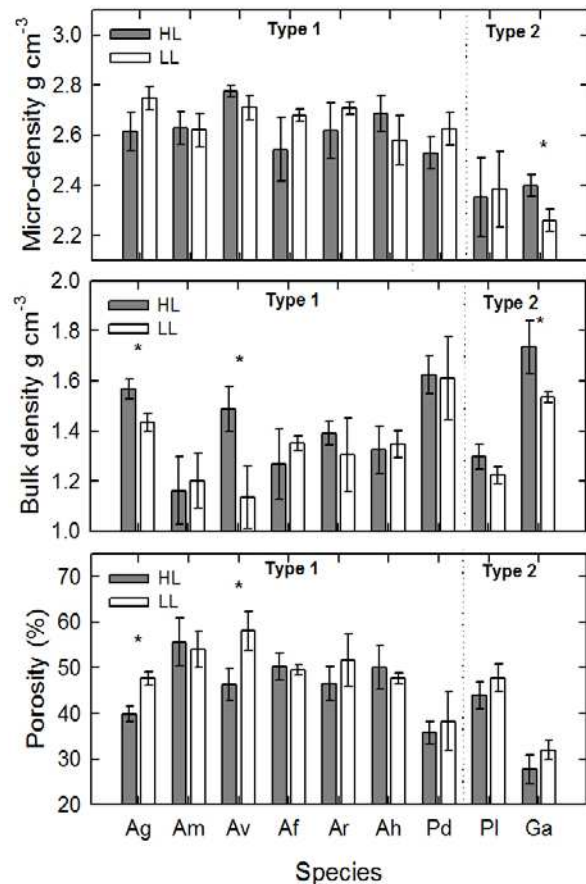 3.0
2.8
2.6
2.4
2.2
Micro-density g cm⁻³
HL
LL
Type 1
Type 2
*
2.0
1.8
1.6
1.4
1.2
1.0
Bulk density g cm⁻³
HL
LL
Type 1
Type 2
*
*
*
70
60
50
40
30
20
Porosity (%)
HL
LL
Type 1
Type 2
*
*
Ag Am Av Af Ar Ah Pd Pl Ga
Species